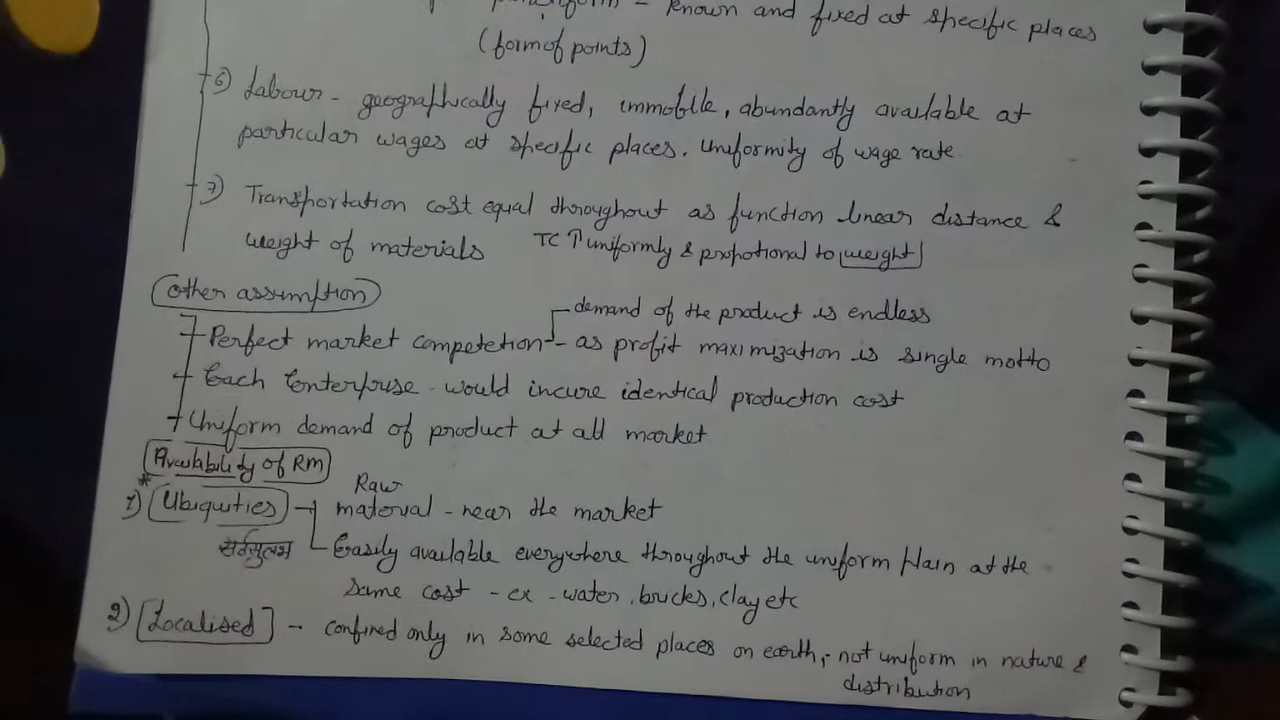 - known and fixed at specific places
(form of points)
6) Labour - geographically fixed, immobile, abundantly available at
particular wages at specific places. Uniformity of wage rate
7) Transportation cost equal throughout as function linear distance &
weight of materials TC ↑ uniformly & propotional to weight
Other assumption
demand of the product is endless
Perfect market competetion - as profit maximization is single motto
Each Enterprise - would incure identical production cost
Uniform demand of product at all market
Availability of RM
Raw
1) Ubiquities - material - near the market
सर्वसुलभ Easily available everywhere throughout the uniform plain at the
same cost - ex - water, bricks, clay etc
2) Localised - confined only in some selected places on earth, - not uniform in nature &
distribution